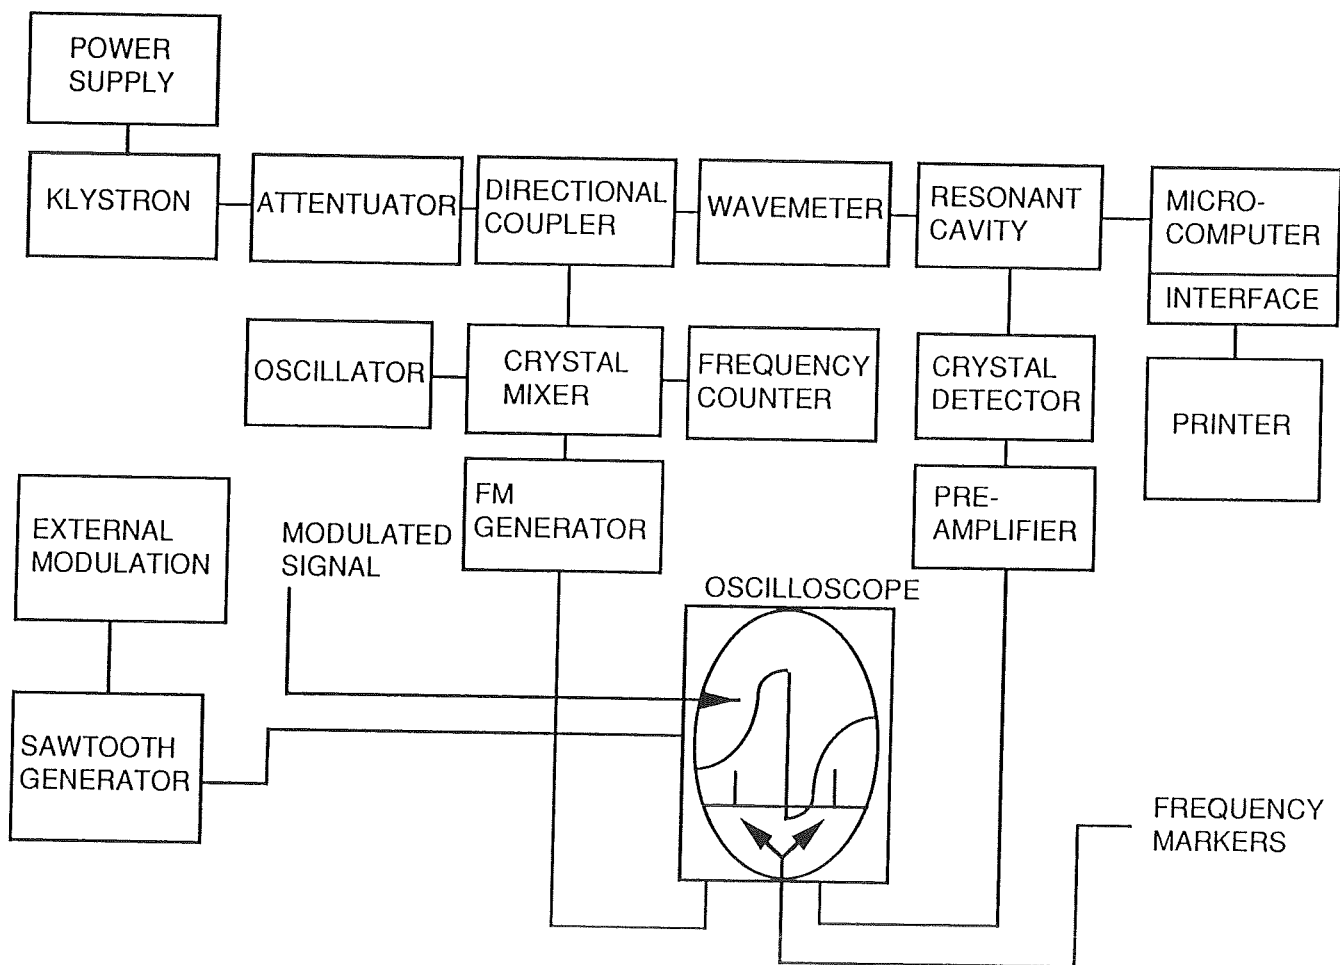 POWER
SUPPLY
KLYSTRON
ATTENTUATOR
DIRECTIONAL
COUPLER
WAVEMETER
RESONANT
CAVITY
MICRO-
COMPUTER
INTERFACE
OSCILLATOR
CRYSTAL
MIXER
FREQUENCY
COUNTER
CRYSTAL
DETECTOR
PRINTER
EXTERNAL
MODULATION
MODULATED
SIGNAL
FM
GENERATOR
PRE-
AMPLIFIER
OSCILLOSCOPE
SAWTOOTH
GENERATOR
FREQUENCY
MARKERS